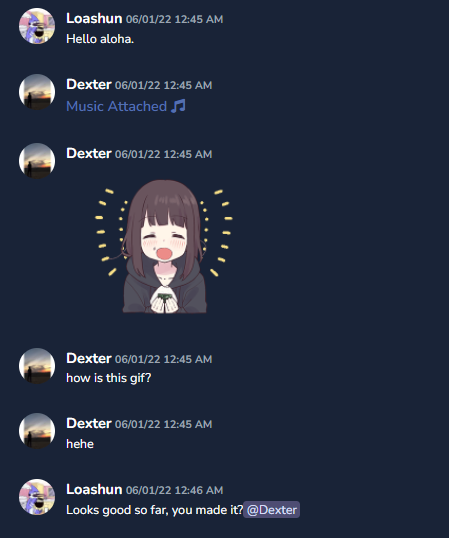 Loashun 06/01/22 12:45 AM
Hello aloha.
Dexter 06/01/22 12:45 AM
Music Attached
Dexter 06/01/22 12:45 AM
Dexter 06/01/22 12:45 AM
how is this gif?
Dexter 06/01/22 12:45 AM
hehe
Loashun 06/01/22 12:46 AM
Looks good so far, you made it?@Dexter